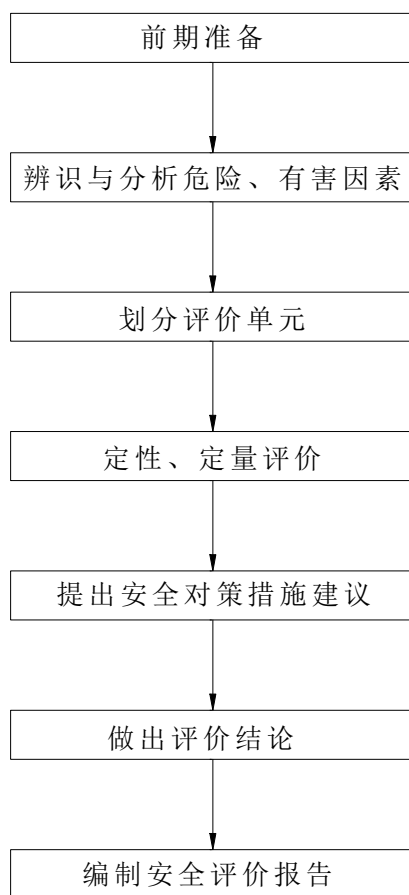 前期准备
辨识与分析危险、有害因素
划分评价单元
定性、定量评价
提出安全对策措施建议
做出评价结论
编制安全评价报告